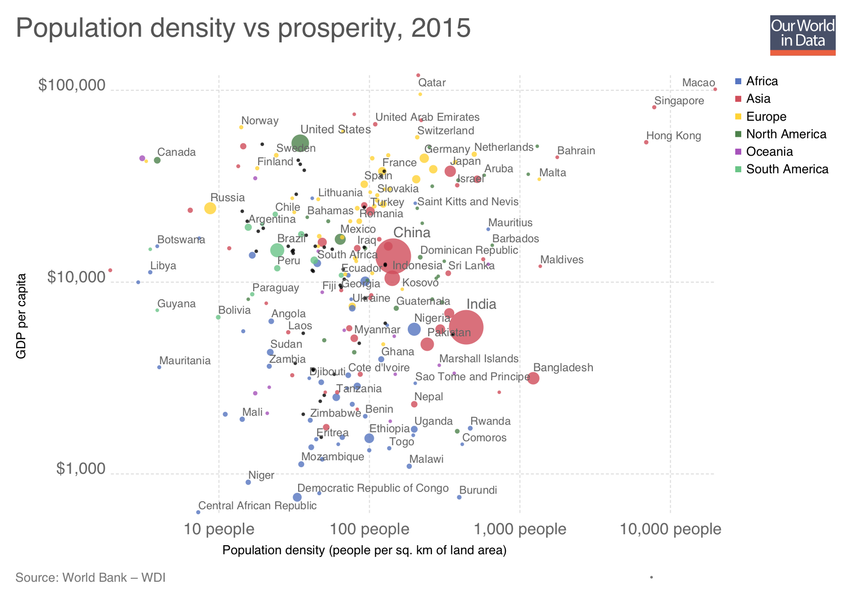 Population density vs prosperity, 2015
Our World
in Data
$100,000
Qatar
Macao
Africa
Singapore
Asia
Norway
United Arab Emirates
Europe
United States
Switzerland
Hong Kong
North America
Canada
Sweden
Germany
Netherlands
Bahrain
Oceania
Finland
France
Japan
South America
Spain
Israel
Aruba
Malta
Russia
Lithuania
Slovakia
Chile
Bahamas
Turkey
Saint Kitts and Nevis
Argentina
Romania
Mexico
China
Mauritius
Botswana
Brazil
Iraq
Barbados
Peru
South Africa
Dominican Republic
Libya
Ecuador
Indonesia
Sri Lanka
Maldives
$10,000
Paraguay
Fiji
Georgia
Kosovo
Guyana
Bolivia
Ukraine
Guatemala
India
Angola
Laos
Myanmar
Nigeria
Pakistan
Sudan
Ghana
Mauritania
Zambia
Djibouti
Cote d'Ivoire
Marshall Islands
Sao Tome and Principe
Bangladesh
Tanzania
Nepal
Mali
Zimbabwe
Benin
Eritrea
Ethiopia
Uganda
Rwanda
Togo
Comoros
$1,000
Mozambique
Malawi
Niger
Democratic Republic of Congo
Burundi
Central African Republic
GDP per capita
10 people
100 people
1,000 people
10,000 people
Population density (people per sq. km of land area)
Source: World Bank – WDI